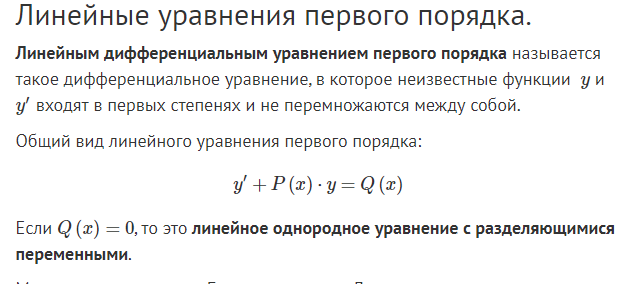 Линейные уравнения первого порядка.
Линейным дифференциальным уравнением первого порядка называется
такое дифференциальное уравнение, в которое неизвестные функции y и
y′ входят в первых степенях и не перемножаются между собой.
Общий вид линейного уравнения первого порядка:
y′ + P (x) · y = Q (x)
Если Q (x) = 0, то это линейное однородное уравнение с разделяющимися
переменными.